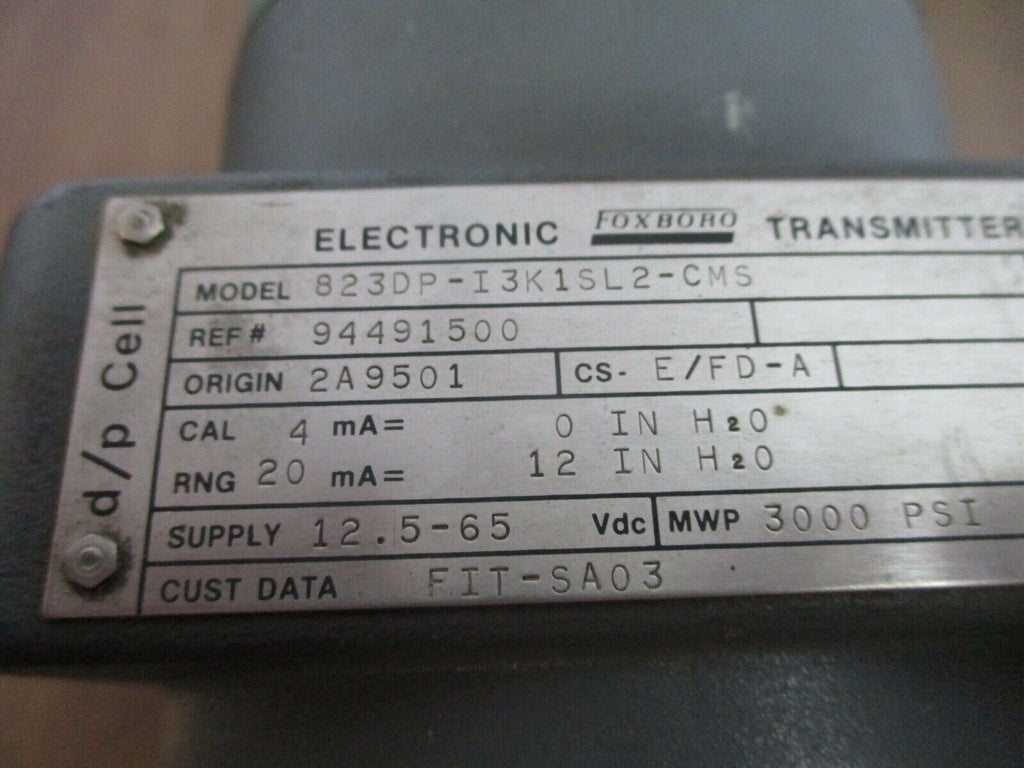 ELECTRONIC FOXBORO TRANSMITTER
d/p Cell
MODEL 823DP-I3K1SL2-CMS
REF# 94491500
ORIGIN 2A9501 CS- E/FD-A
CAL 4 mA= 0 IN H2O
RNG 20 mA= 12 IN H2O
SUPPLY 12.5-65 Vdc MWP 3000 PSI
CUST DATA FIT-SA03